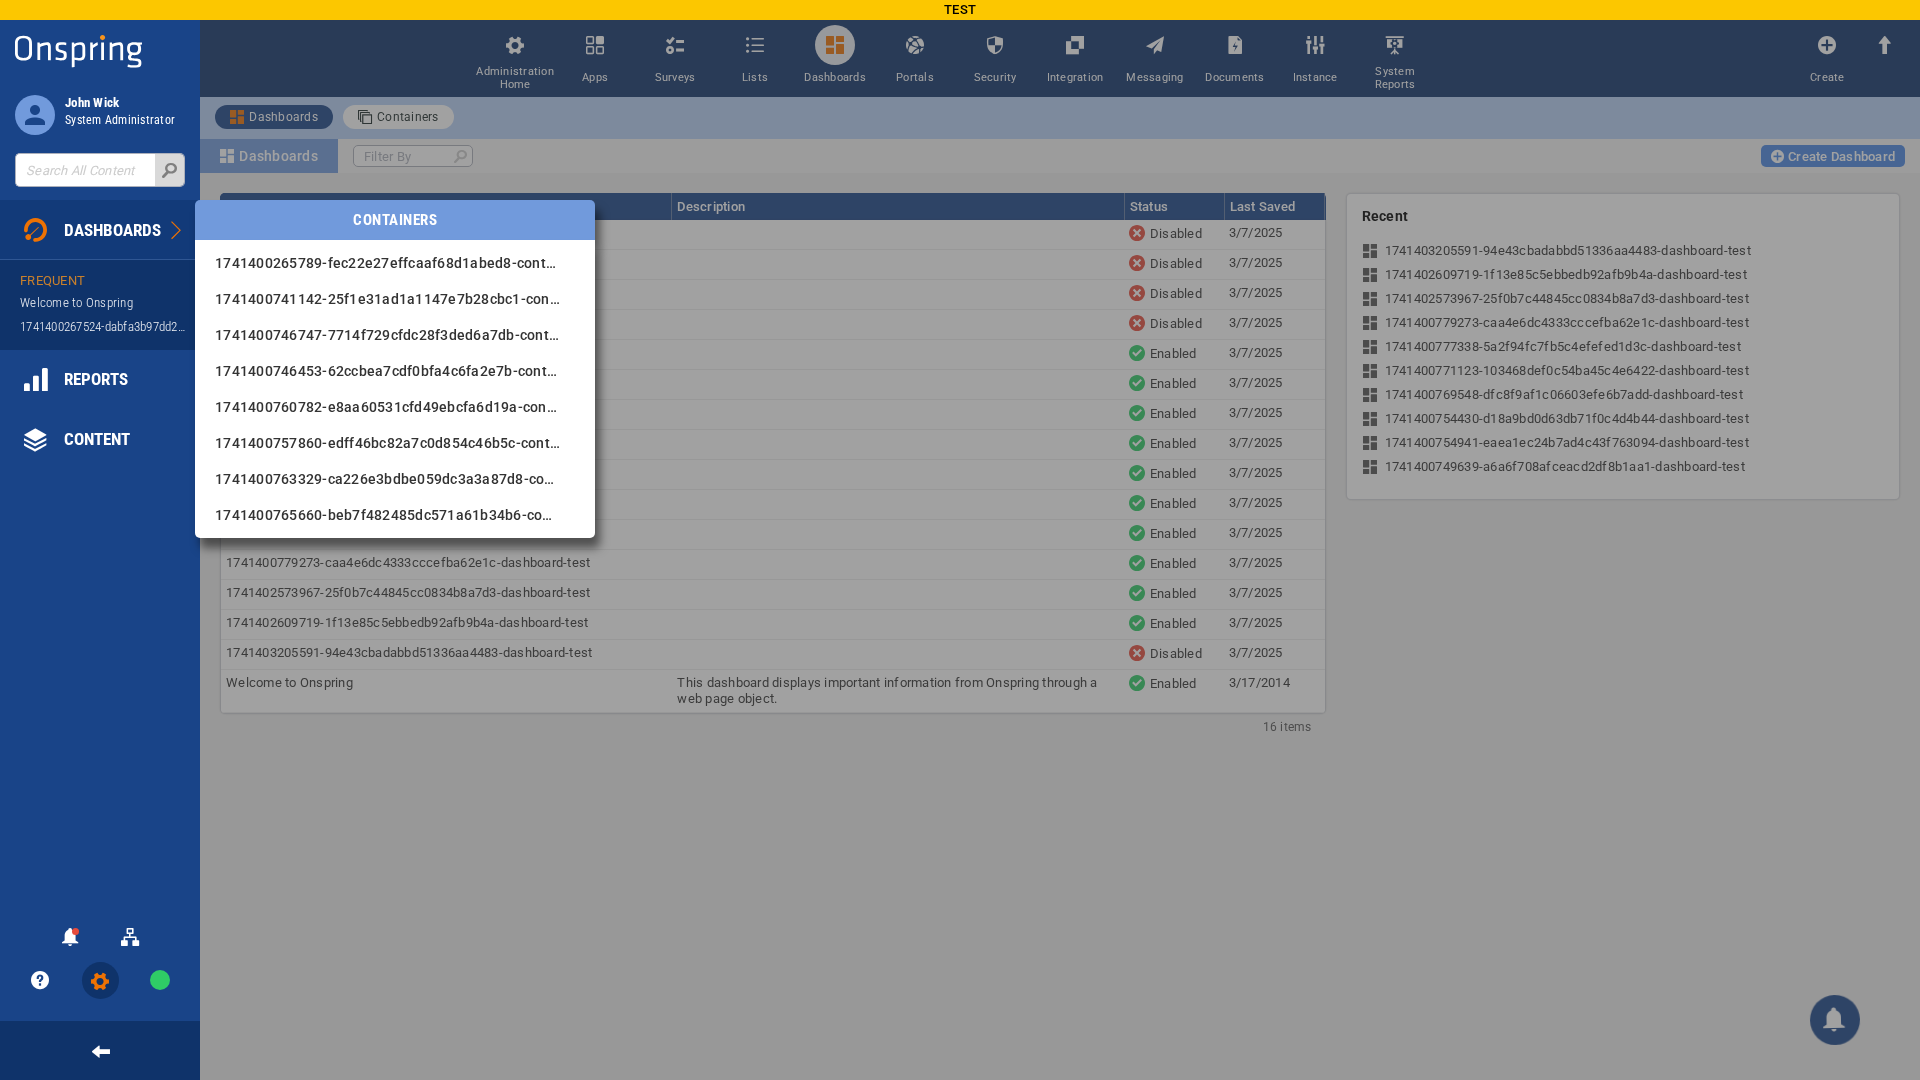 TEST
Onspring
John Wick
System Administrator
Search All Content
DASHBOARDS
FREQUENT
Welcome to Onspring
1741400267524-dabfa3b97dd2...
REPORTS
CONTENT
Administration Home
Apps
Surveys
Lists
Dashboards
Portals
Security
Integration
Messaging
Documents
Instance
System Reports
Create
Dashboards
Containers
Dashboards
Filter By
Create Dashboard
CONTAINERS
1741400265789-fec22e27effcaaf68d1abed8-cont...
1741400741142-25f1e31ad1a1147e7b28cbc1-con...
1741400746747-7714f729cfdc28f3ded6a7db-cont...
1741400746453-62ccbea7cdf0bfa4c6fa2e7b-cont...
1741400760782-e8aa60531cfd49ebcfa6d19a-con...
1741400757860-edff46bc82a7c0d854c46b5c-cont...
1741400763329-ca226e3bdbe059dc3a3a87d8-co...
1741400765660-beb7f482485dc571a61b34b6-co...
Description Status Last Saved
Disabled 3/7/2025
Disabled 3/7/2025
Disabled 3/7/2025
Disabled 3/7/2025
Enabled 3/7/2025
Enabled 3/7/2025
Enabled 3/7/2025
Enabled 3/7/2025
Enabled 3/7/2025
Enabled 3/7/2025
Enabled 3/7/2025
1741400779273-caa4e6dc4333cccefba62e1c-dashboard-test Enabled 3/7/2025
1741402573967-25f0b7c44845cc0834b8a7d3-dashboard-test Enabled 3/7/2025
1741402609719-1f13e85c5ebbedb92afb9b4a-dashboard-test Enabled 3/7/2025
1741403205591-94e43cbadabbd51336aa4483-dashboard-test Disabled 3/7/2025
Welcome to Onspring This dashboard displays important information from Onspring through a Enabled 3/17/2014
web page object.
16 items
Recent
1741403205591-94e43cbadabbd51336aa4483-dashboard-test
1741402609719-1f13e85c5ebbedb92afb9b4a-dashboard-test
1741402573967-25f0b7c44845cc0834b8a7d3-dashboard-test
1741400779273-caa4e6dc4333cccefba62e1c-dashboard-test
1741400777338-5a2f94fc7fb5c4efefed1d3c-dashboard-test
1741400771123-103468def0c54ba45c4e6422-dashboard-test
1741400769548-dfc8f9af1c06603efe6b7add-dashboard-test
1741400754430-d18a9bd0d63db71f0c4d4b44-dashboard-test
1741400754941-eaea1ec24b7ad4c43f763094-dashboard-test
1741400749639-a6a6f708afceacd2df8b1aa1-dashboard-test